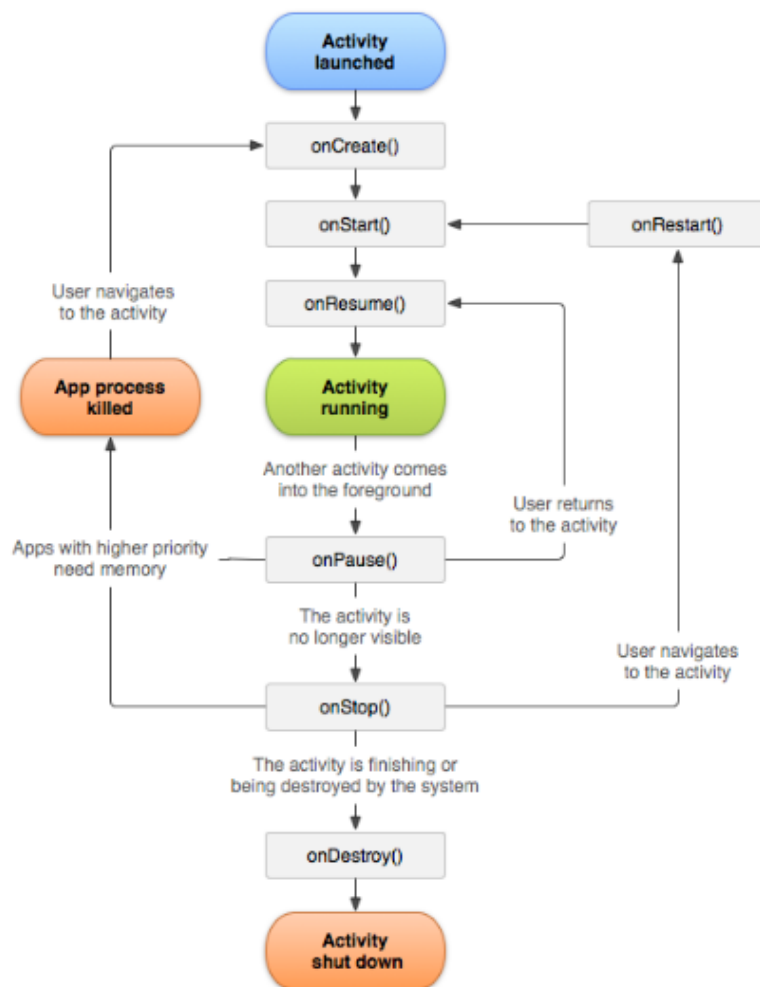 Activity
launched
onCreate()
onStart()
onRestart()
User navigates
to the activity
onResume()
App process
killed
Activity
running
Another activity comes
into the foreground
User returns
to the activity
Apps with higher priority
need memory
onPause()
The activity is
no longer visible
User navigates
to the activity
onStop()
The activity is finishing or
being destroyed by the system
onDestroy()
Activity
shut down